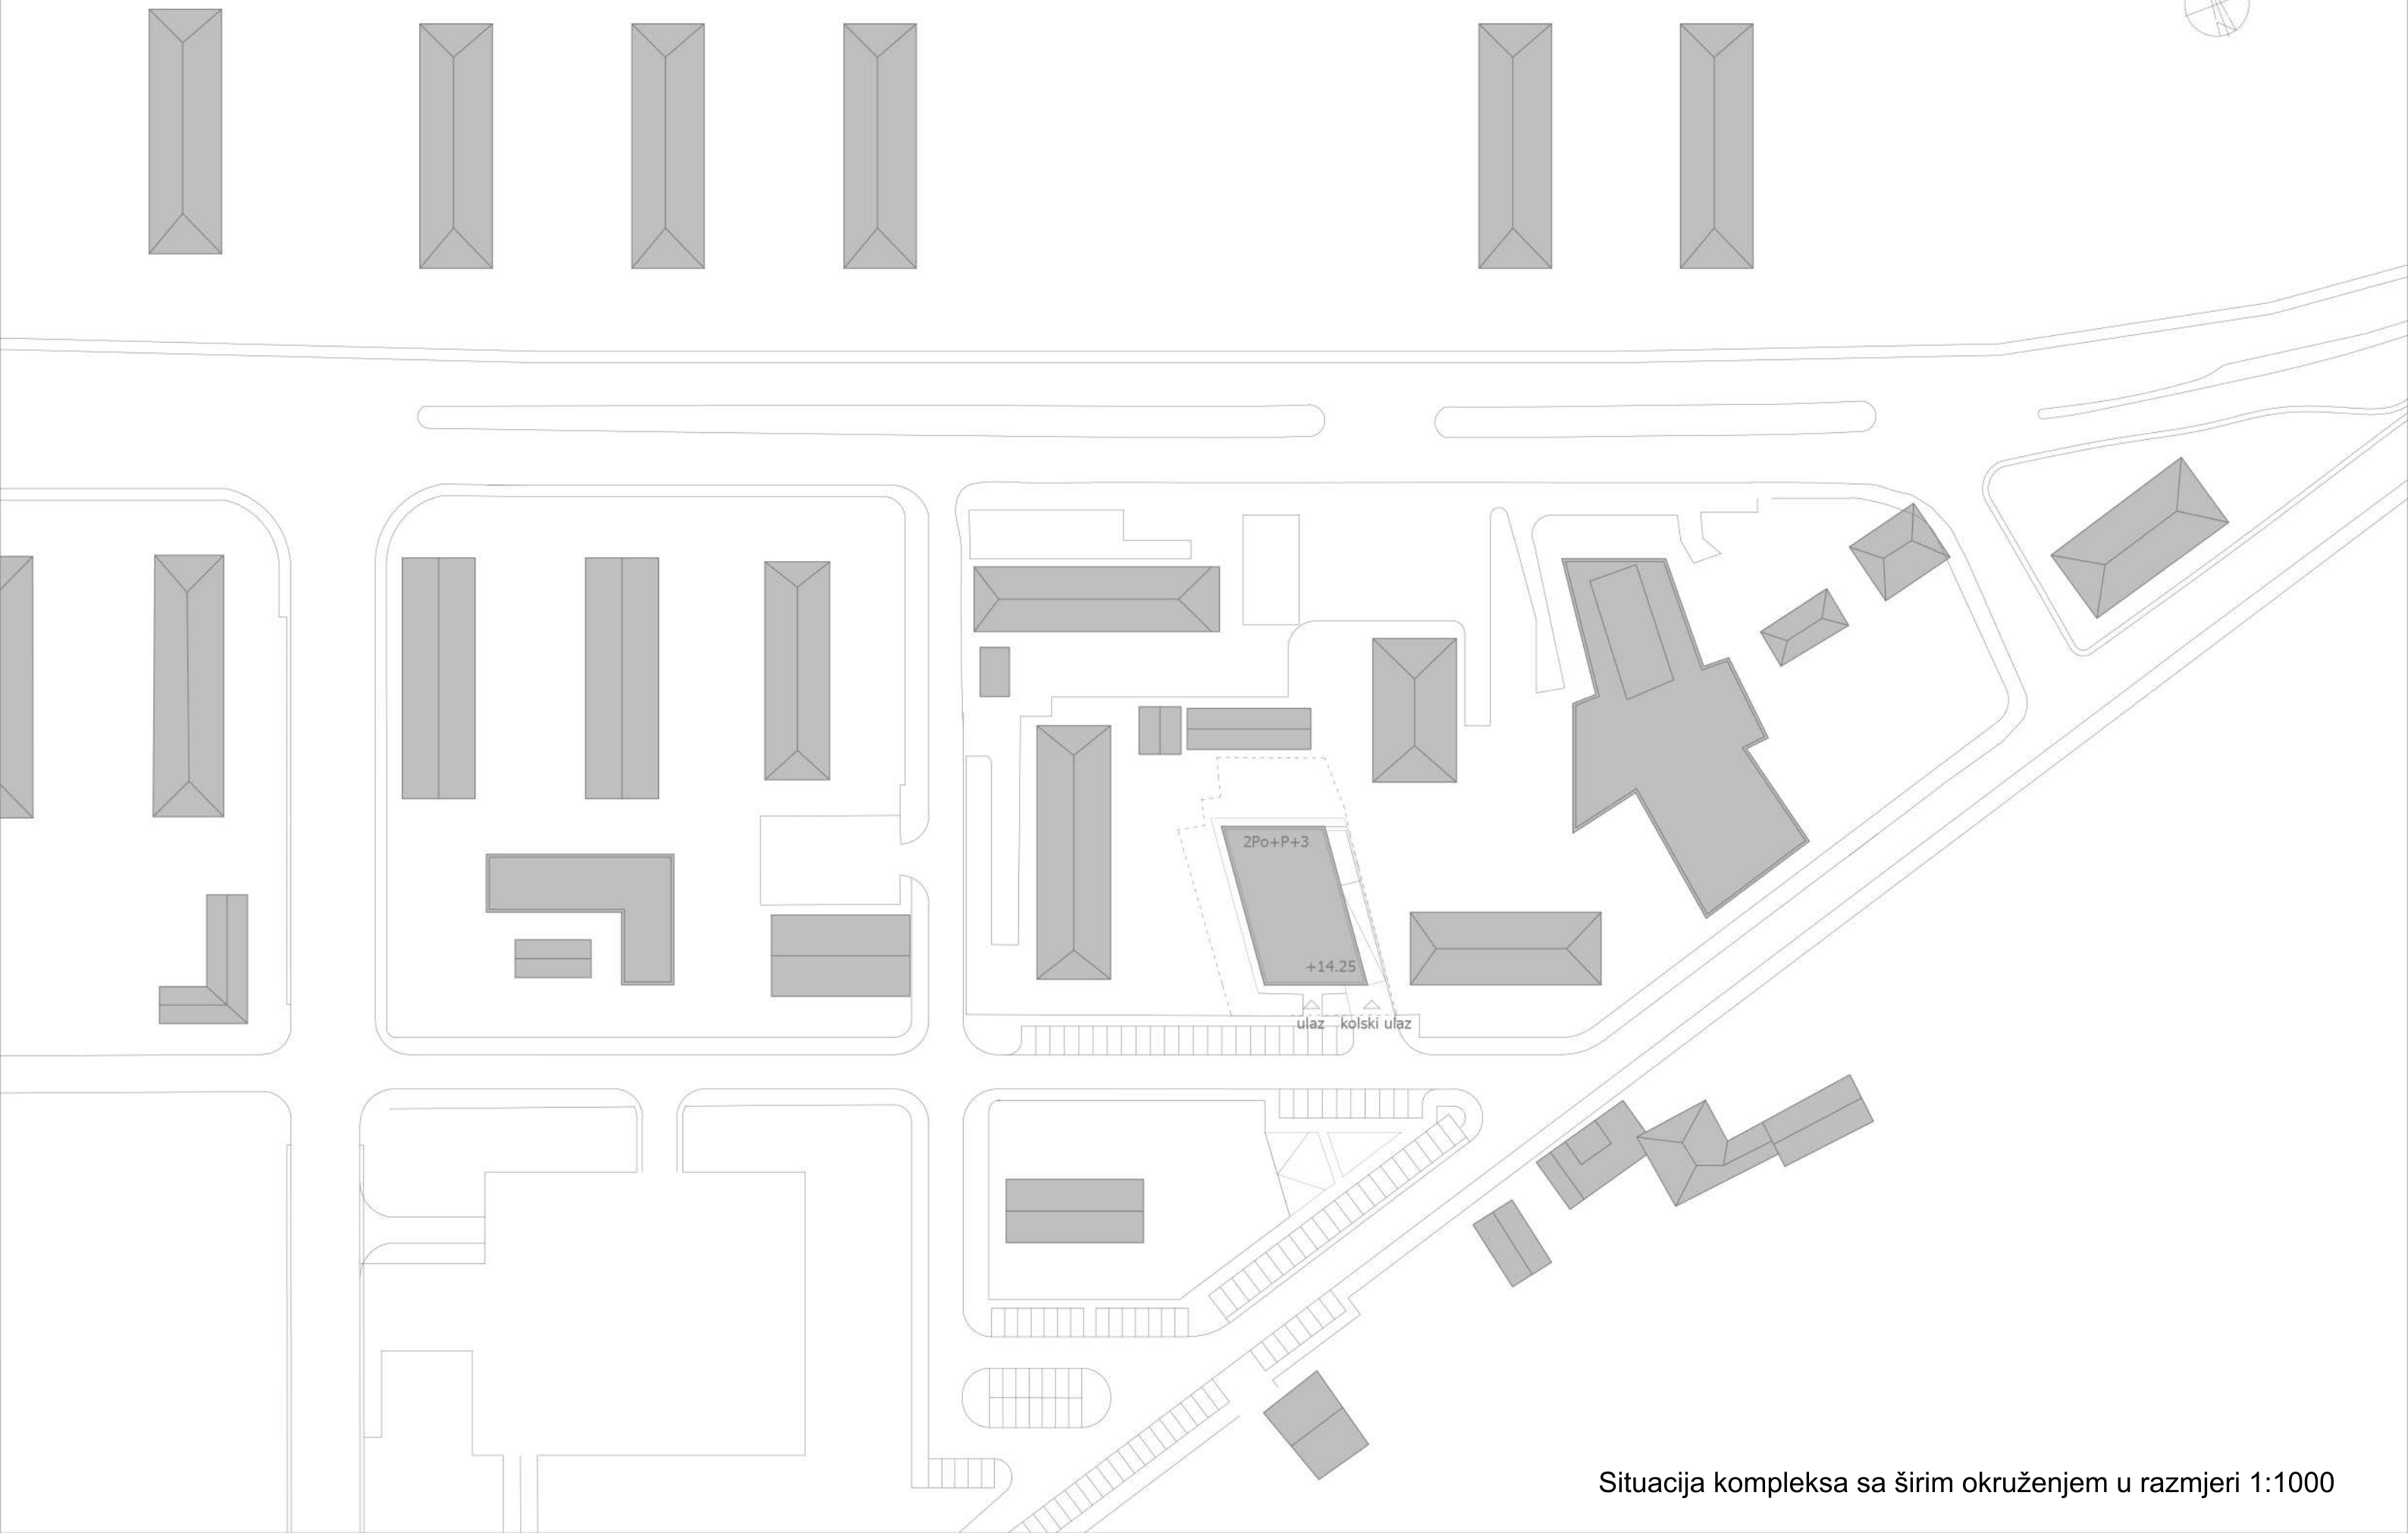 2Po+P+3
+14.25
ulaz kolski ulaz
Situacija kompleksa sa širim okruženjem u razmjeri 1:1000